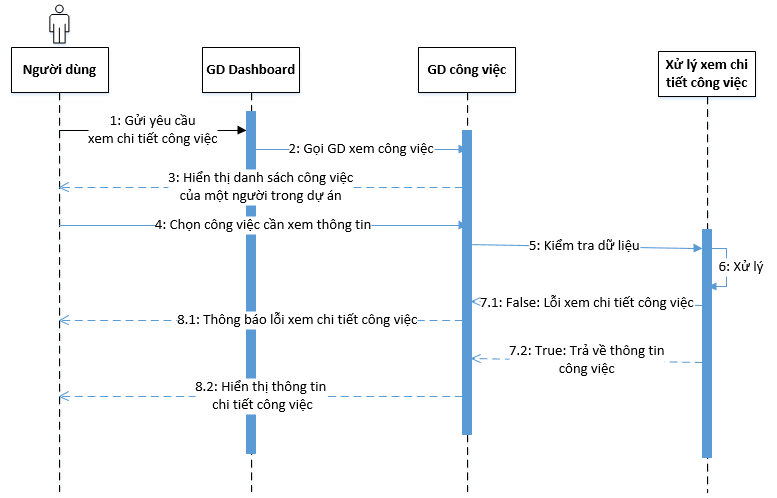 Người dùng
GD Dashboard
GD công việc
Xử lý xem chi
tiết công việc
1: Gửi yêu cầu
xem chi tiết công việc
2: Gọi GD xem công việc
3: Hiển thị danh sách công việc
của một người trong dự án
4: Chọn công việc cần xem thông tin
5: Kiểm tra dữ liệu
6: Xử lý
7.1: False: Lỗi xem chi tiết công việc
8.1: Thông báo lỗi xem chi tiết công việc
7.2: True: Trả về thông tin
công việc
8.2: Hiển thị thông tin
chi tiết công việc